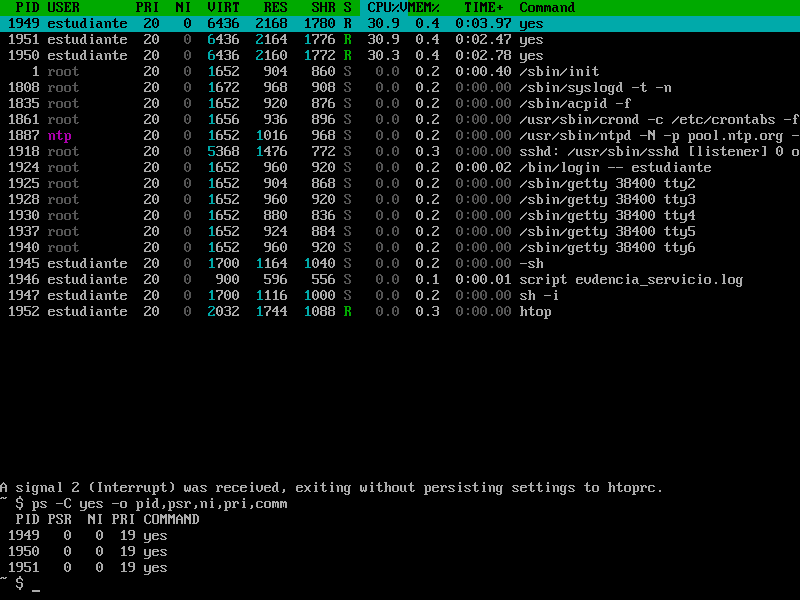 PID USER PRI NI VIRT RES SHR S CPU%▽MEM% TIME+ Command
1949 estudiante 20 0 6436 2168 1780 R 30.9 0.4 0:03.97 yes
1951 estudiante 20 0 6436 2164 1776 R 30.9 0.4 0:02.47 yes
1950 estudiante 20 0 6436 2160 1772 R 30.3 0.4 0:02.78 yes
1 root 20 0 1652 904 860 S 0.0 0.2 0:00.40 /sbin/init
1808 root 20 0 1672 968 908 S 0.0 0.2 0:00.00 /sbin/syslogd -t -n
1835 root 20 0 1652 920 876 S 0.0 0.2 0:00.00 /sbin/acpid -f
1861 root 20 0 1656 936 896 S 0.0 0.2 0:00.00 /usr/sbin/crond -c /etc/crontabs -f
1887 ntp 20 0 1652 1016 968 S 0.0 0.2 0:00.00 /usr/sbin/ntpd -N -p pool.ntp.org -
1918 root 20 0 5368 1476 772 S 0.0 0.3 0:00.00 sshd: /usr/sbin/sshd [listener] 0 o
1924 root 20 0 1652 960 920 S 0.0 0.2 0:00.02 /bin/login -- estudiante
1925 root 20 0 1652 904 868 S 0.0 0.2 0:00.00 /sbin/getty 38400 tty2
1928 root 20 0 1652 960 920 S 0.0 0.2 0:00.00 /sbin/getty 38400 tty3
1930 root 20 0 1652 880 836 S 0.0 0.2 0:00.00 /sbin/getty 38400 tty4
1937 root 20 0 1652 924 884 S 0.0 0.2 0:00.00 /sbin/getty 38400 tty5
1940 root 20 0 1652 960 920 S 0.0 0.2 0:00.00 /sbin/getty 38400 tty6
1945 estudiante 20 0 1700 1164 1040 S 0.0 0.2 0:00.00 -sh
1946 estudiante 20 0 900 596 556 S 0.0 0.1 0:00.01 script evdencia_servicio.log
1947 estudiante 20 0 1700 1116 1000 S 0.0 0.2 0:00.00 sh -i
1952 estudiante 20 0 2032 1744 1088 R 0.0 0.3 0:00.00 htop
A signal 2 (Interrupt) was received, exiting without persisting settings to htoprc.
~ $ ps -C yes -o pid,psr,ni,pri,comm
PID PSR NI PRI COMMAND
1949 0 0 19 yes
1950 0 0 19 yes
1951 0 0 19 yes
~ $ _